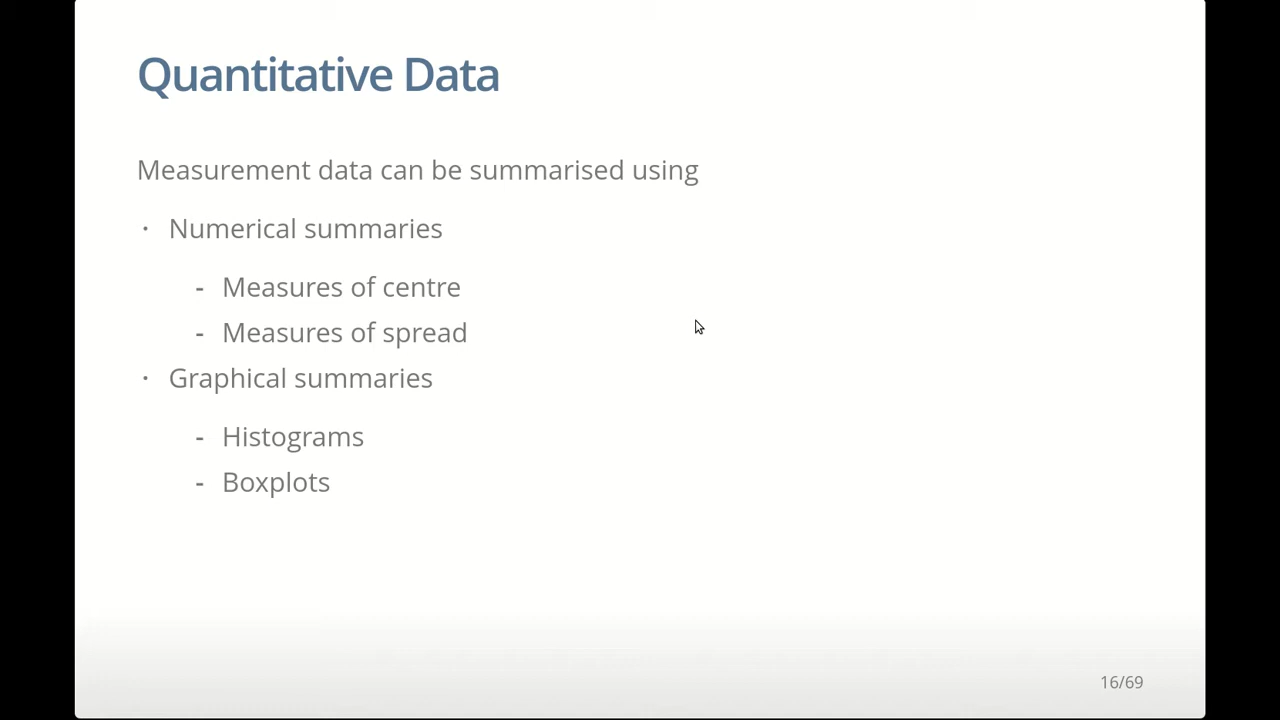 Quantitative Data
Measurement data can be summarised using
· Numerical summaries
- Measures of centre
- Measures of spread
· Graphical summaries
- Histograms
- Boxplots
16/69